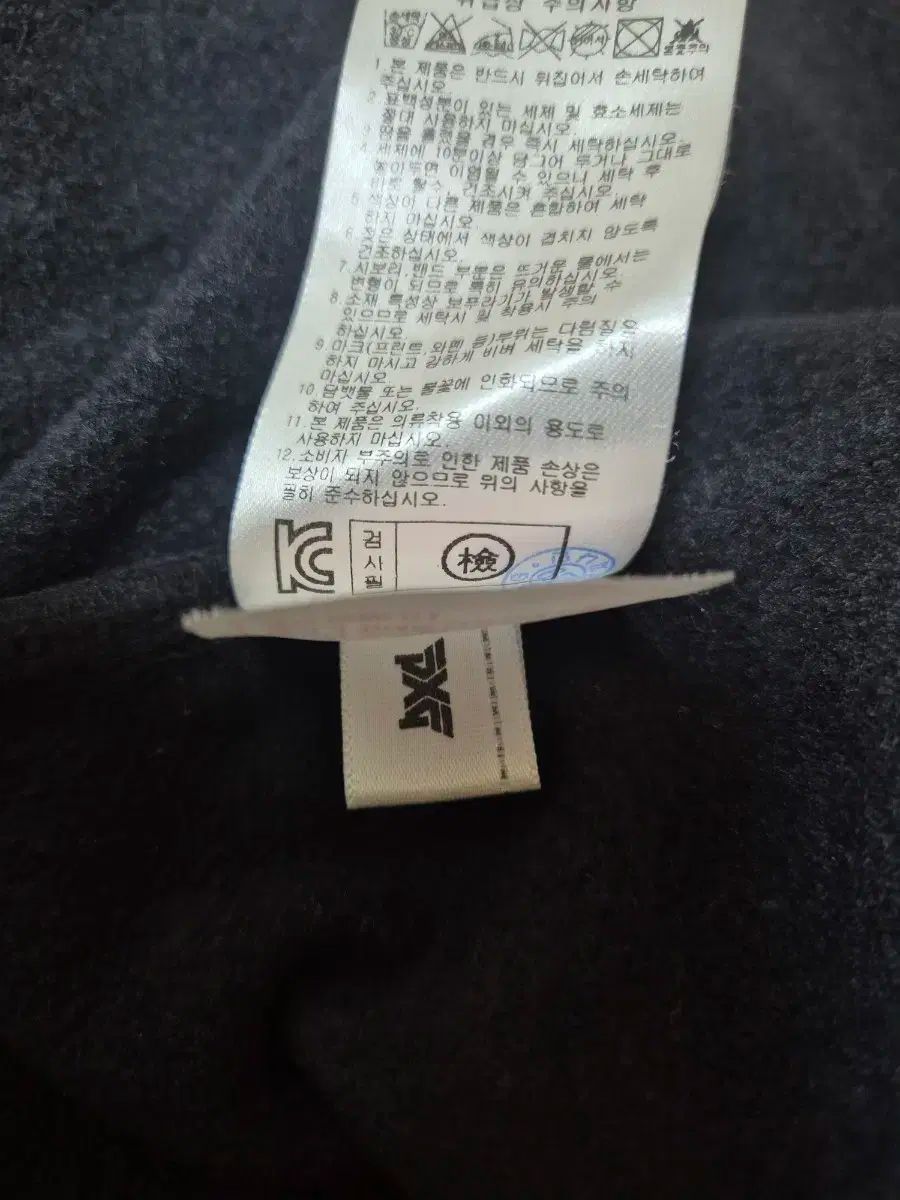 취급상 주의사항
1.본 제품은 반드시 뒤집어서 손세탁하여
주십시오.
2.표백성분이 있는 세제 및 효소세제는
절대 사용하지 마십시오.
경우 즉시 세탁하십시오.
4.세제에 10분이상 담그어 두거나 그대로
놓아두면 이염될 수 있으니 세탁 후
건조시켜 주십시오.
5.색상이 다른 제품은 혼합하여 세탁
하지 마십시오.
6.젖은 상태에서 색상이 겹치지 않도록
건조하십시오.
7.시보리 밴드 부분은 뜨거운 물에서는
변형이 되므로 특히 유의하십시오.
8.소재 특성상 보푸라기가 발생할 수
있으므로 세탁시 및 착용시 주의
하십시오.
9.마크(프린트 와펜 등)부위는 다림질은
하지 마시고 강하게 비벼 세탁을 하지
마십시오
10.담뱃불 또는 불꽃에 인화되므로 주의
하여 주십시오.
11.본 제품은 의류착용 이외의 용도로
사용하지 마십시오.
12.소비자 부주의로 인한 제품 손상은
보상이 되지 않으므로 위의 사항을
필히 준수하십시오.
검사필
檢
PXG